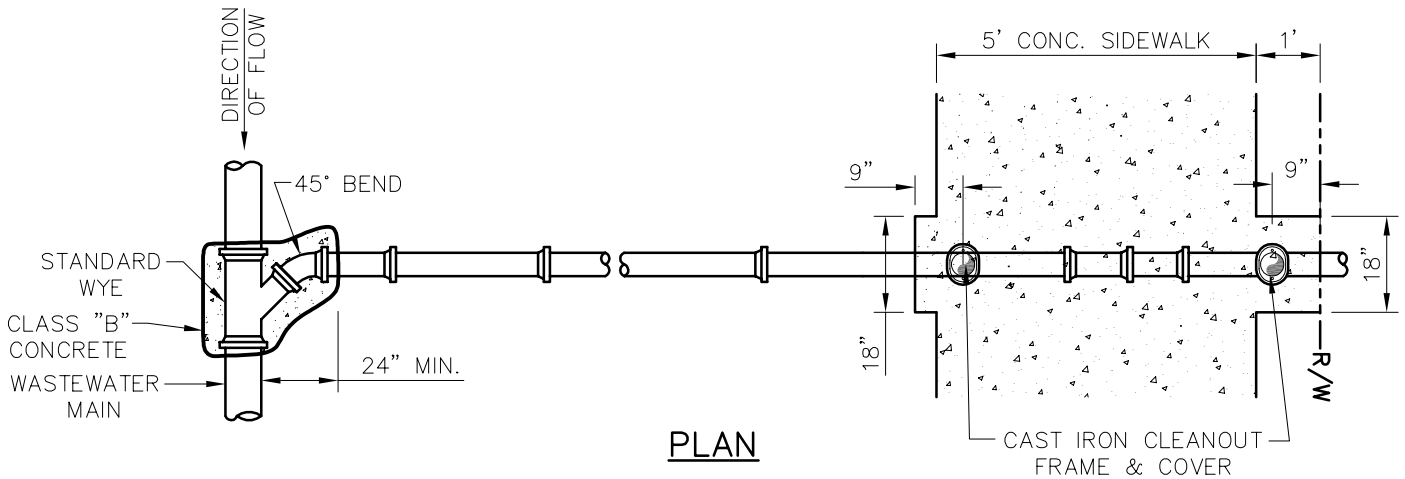 DIRECTION
OF FLOW
5' CONC. SIDEWALK
1'
45° BEND
9"
9"
STANDARD
WYE
CLASS "B"
CONCRETE
WASTEWATER
MAIN
24" MIN.
18"
18"
R/W
PLAN
CAST IRON CLEANOUT
FRAME & COVER